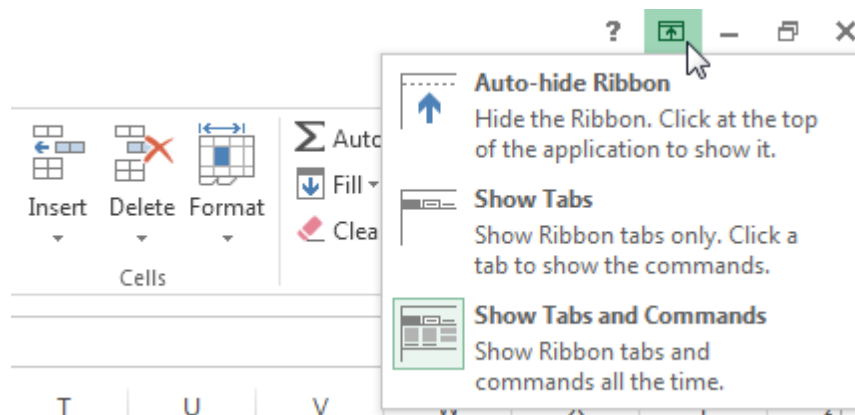 ?
Auto-hide Ribbon
Hide the Ribbon. Click at the top
of the application to show it.
Show Tabs
Show Ribbon tabs only. Click a
tab to show the commands.
Show Tabs and Commands
Show Ribbon tabs and
commands all the time.
Σ Auto
Fill
Clea
Insert Delete Format
Cells
T U V